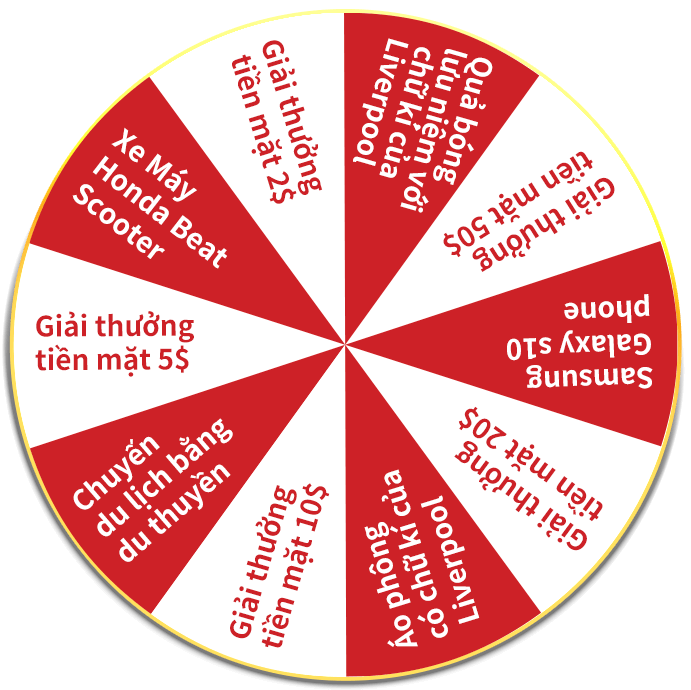 Quả bóng
lưu niệm với
chữ kí của
Liverpool
Giải thưởng
tiền mặt 50$
Samsung
Galaxy s10
phone
Giải thưởng
tiền mặt 20$
Áo phông
có chữ kí của
Liverpool
Giải thưởng
tiền mặt 10$
Chuyến
du lịch bằng
du thuyền
Giải thưởng
tiền mặt 5$
Xe Máy
Honda Beat
Scooter
Giải thưởng
tiền mặt 2$